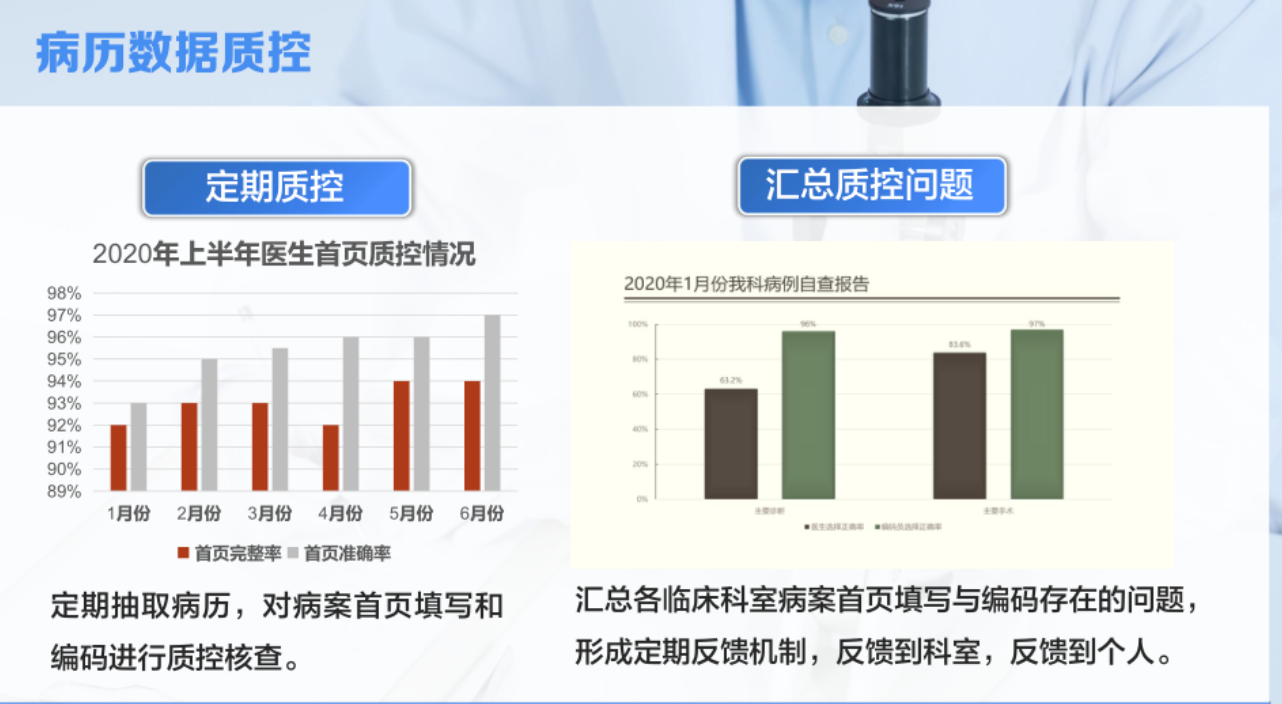 病历数据质控
定期质控
2020年上半年医生首页质控情况
98%
97%
96%
95%
94%
93%
92%
91%
90%
89%
1月份 2月份 3月份 4月份 5月份 6月份
首页完整率 首页准确率
定期抽取病历，对病案首页填写和
编码进行质控核查。
汇总质控问题
2020年1月份我科病例自查报告
100%
80%
60%
40%
20%
0%
63.2% 96% 83.6% 97%
主要诊断 主要手术
医生选择正确率 编码员选择正确率
汇总各临床科室病案首页填写与编码存在的问题，
形成定期反馈机制，反馈到科室，反馈到个人。